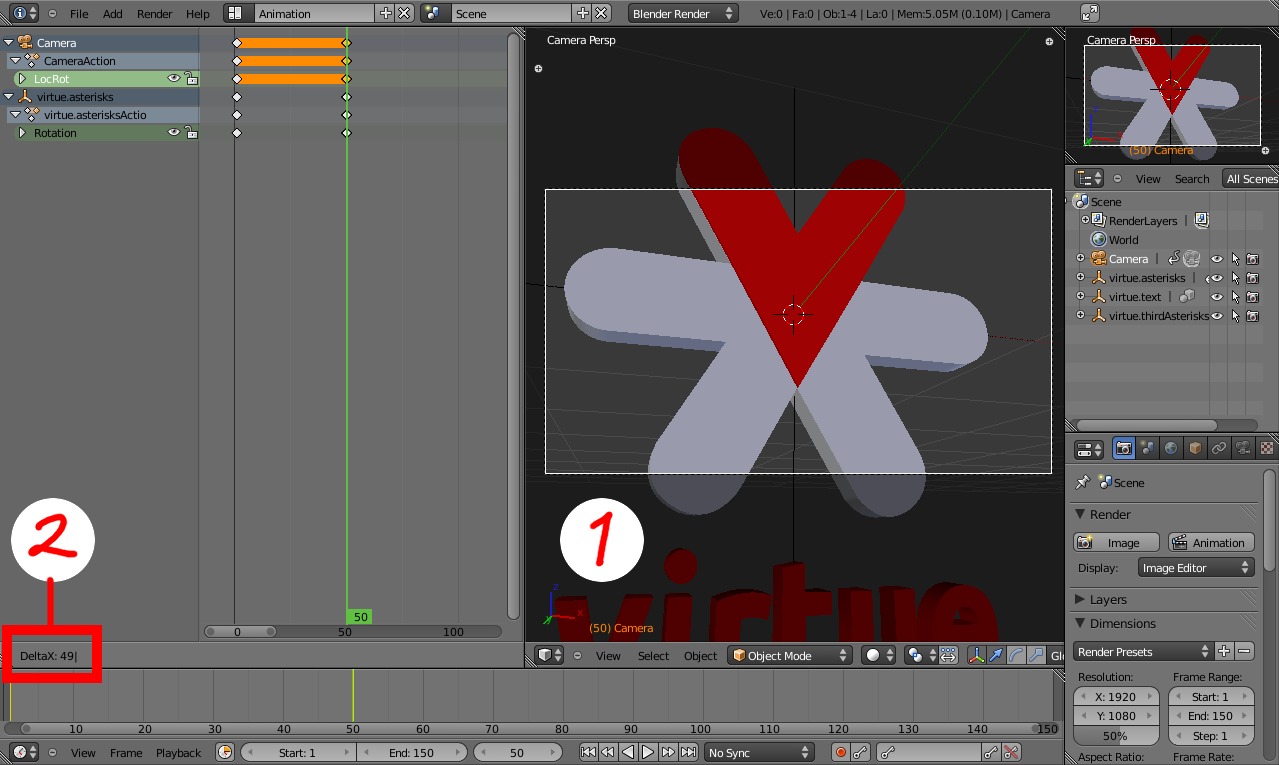 File Add Render Help Animation Scene Blender Render Ve:0 | Fa:0 | Ob:1-4 | La:0 | Mem:5.05M (0.10M) | Camera
Camera
CameraAction
LocRot
virtue.asterisks
virtue.asterisksActio
Rotation
50
0 50 100
2
DeltaX: 49|
Camera Persp
1
virtue
z
x
y
(50) Camera
View Select Object Object Mode Gl
Camera Persp
(50) Camera
View Search All Scenes
Scene
RenderLayers |
World
Camera |
virtue.asterisks |
virtue.text |
virtue.thirdAsterisks
Scene
Render
Image Animation
Display: Image Editor
Layers
Dimensions
Render Presets
Resolution: Frame Range:
X: 1920 Start: 1
Y: 1080 End: 150
50% Step: 1
Aspect Ratio: Frame Rate:
10 20 30 40 50 60 70 80 90 100 110 120 130 140 150
View Frame Playback Start: 1 End: 150 50 No Sync